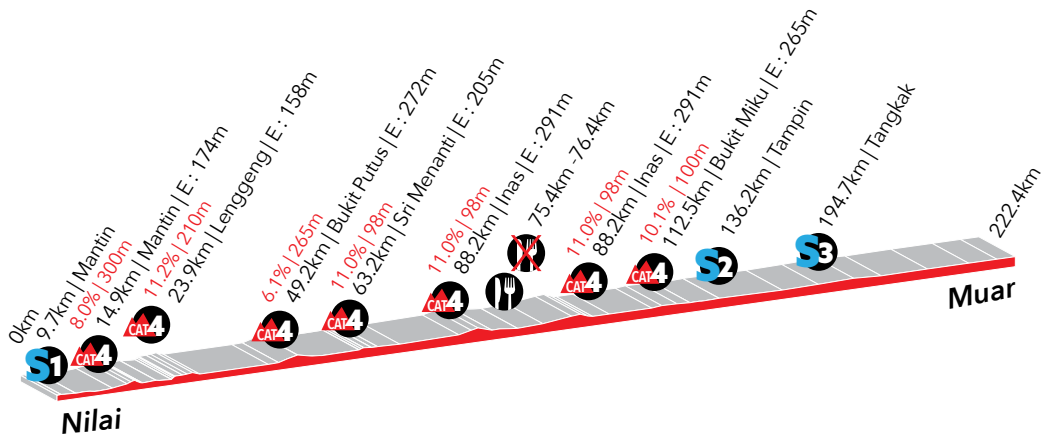 0km
9.7km | Mantin
S1
8.0% | 300m
14.9km | Mantin | E : 174m
CAT4
11.2% | 210m
23.9km | Lenggeng | E : 158m
CAT4
6.1% | 265m
49.2km | Bukit Putus | E : 272m
CAT4
11.0% | 98m
63.2km | Sri Menanti | E : 205m
CAT4
11.0% | 98m
88.2km | Inas | E : 291m
CAT4
75.4km -76.4km
11.0% | 98m
88.2km | Inas | E : 291m
CAT4
10.1% | 100m
112.5km | Bukit Miku | E : 265m
CAT4
136.2km | Tampin
S2
194.7km | Tangkak
S3
222.4km
Nilai
Muar